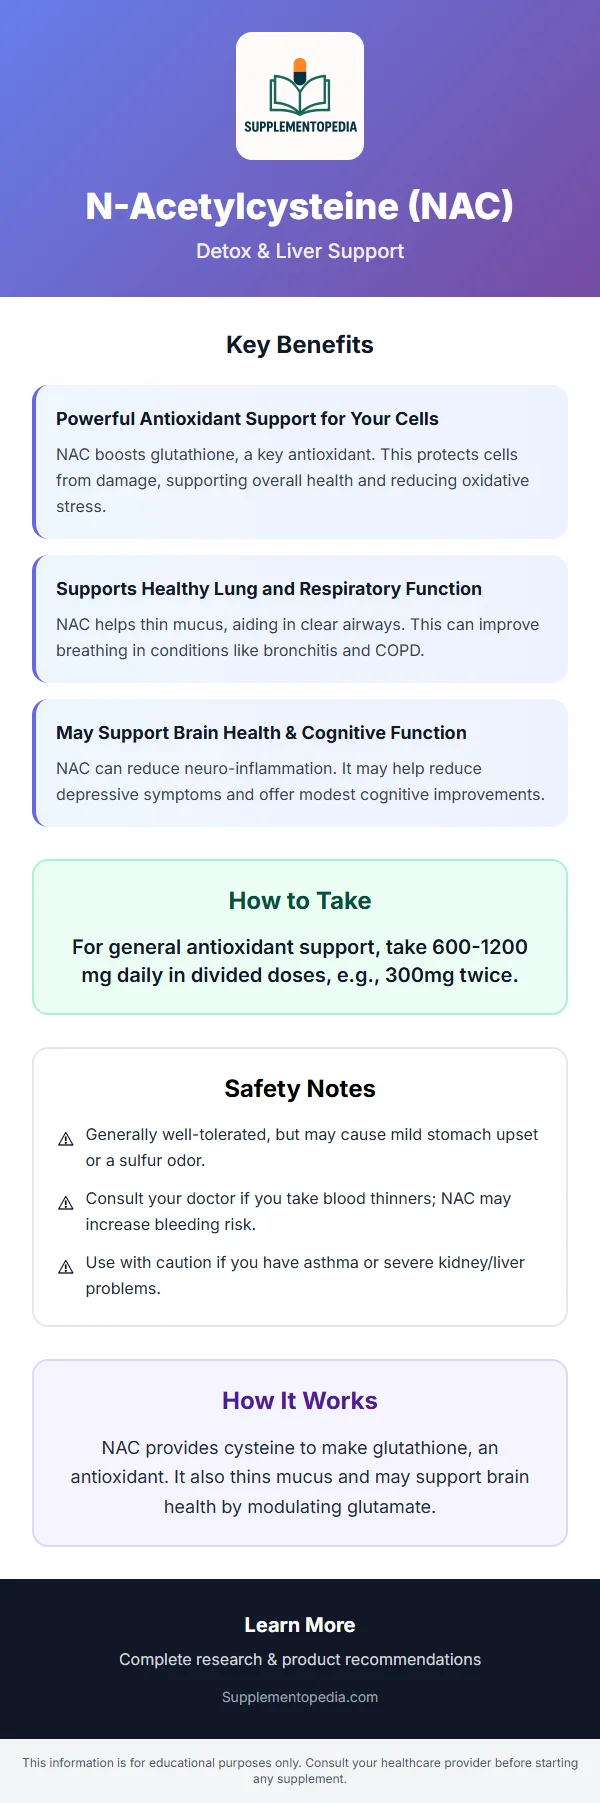 SUPPLEMENTOPEDIA
N-Acetylcysteine (NAC)
Detox & Liver Support
Key Benefits
Powerful Antioxidant Support for Your Cells
NAC boosts glutathione, a key antioxidant. This protects cells
from damage, supporting overall health and reducing oxidative
stress.
Supports Healthy Lung and Respiratory Function
NAC helps thin mucus, aiding in clear airways. This can improve
breathing in conditions like bronchitis and COPD.
May Support Brain Health & Cognitive Function
NAC can reduce neuro-inflammation. It may help reduce
depressive symptoms and offer modest cognitive improvements.
How to Take
For general antioxidant support, take 600-1200
mg daily in divided doses, e.g., 300mg twice.
Safety Notes
Generally well-tolerated, but may cause mild stomach upset
or a sulfur odor.
Consult your doctor if you take blood thinners; NAC may
increase bleeding risk.
Use with caution if you have asthma or severe kidney/liver
problems.
How It Works
NAC provides cysteine to make glutathione, an
antioxidant. It also thins mucus and may support brain
health by modulating glutamate.
Learn More
Complete research & product recommendations
Supplementopedia.com
This information is for educational purposes only. Consult your healthcare provider before starting
any supplement.